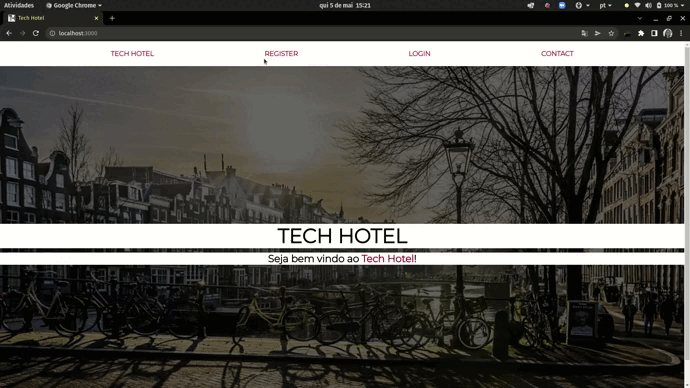 Atividades
Google Chrome
qui 5 de mai 15:21
pt
100 %
Tech Hotel
localhost:3000
TECH HOTEL
REGISTER
LOGIN
CONTACT
TECH HOTEL
Seja bem vindo ao Tech Hotel!